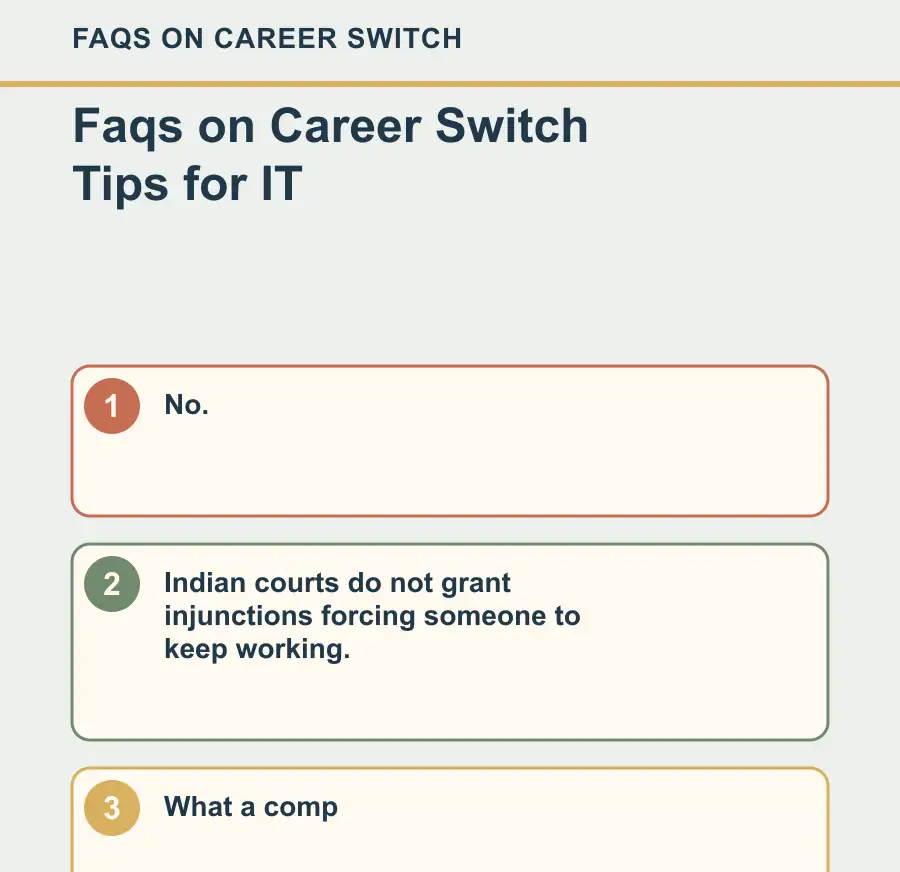 FAQS ON CAREER SWITCH
Faqs on Career Switch
Tips for IT
1
No.
2
Indian courts do not grant
injunctions forcing someone to
keep working.
3
What a comp